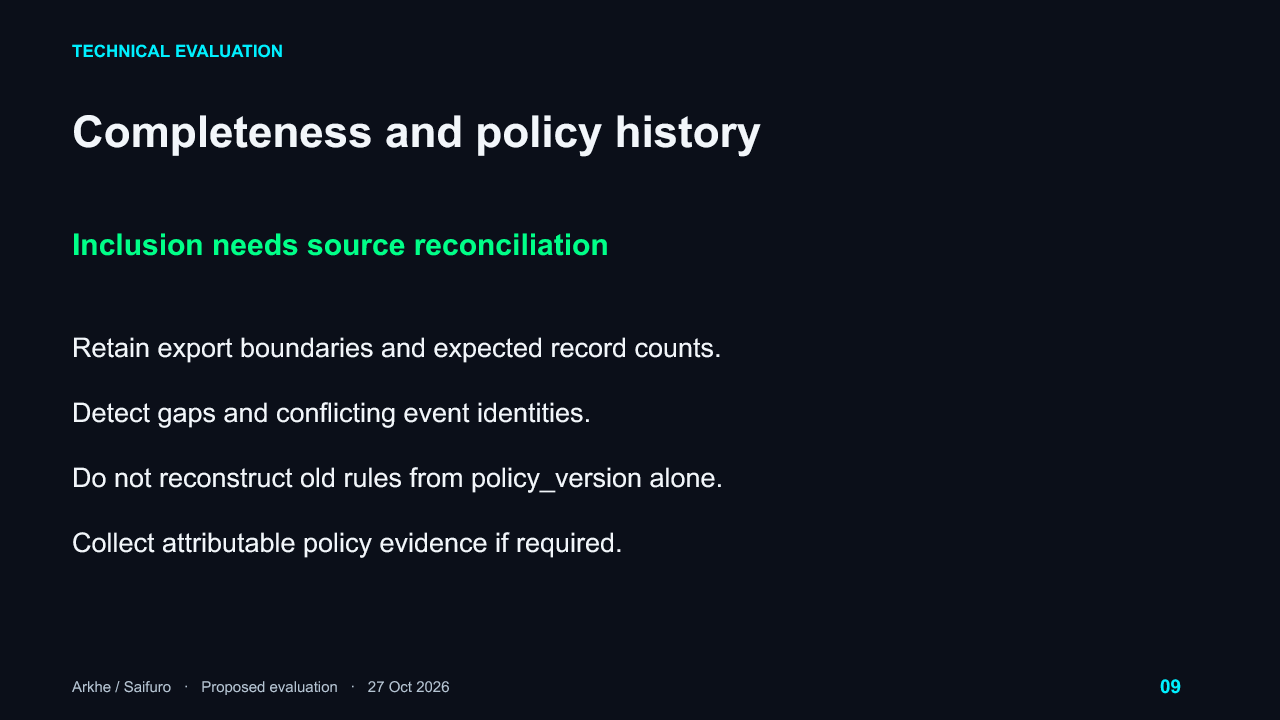 TECHNICAL EVALUATION
Completeness and policy history
Inclusion needs source reconciliation
Retain export boundaries and expected record counts.
Detect gaps and conflicting event identities.
Do not reconstruct old rules from policy_version alone.
Collect attributable policy evidence if required.
Arkhe / Saifuro · Proposed evaluation · 27 Oct 2026
09